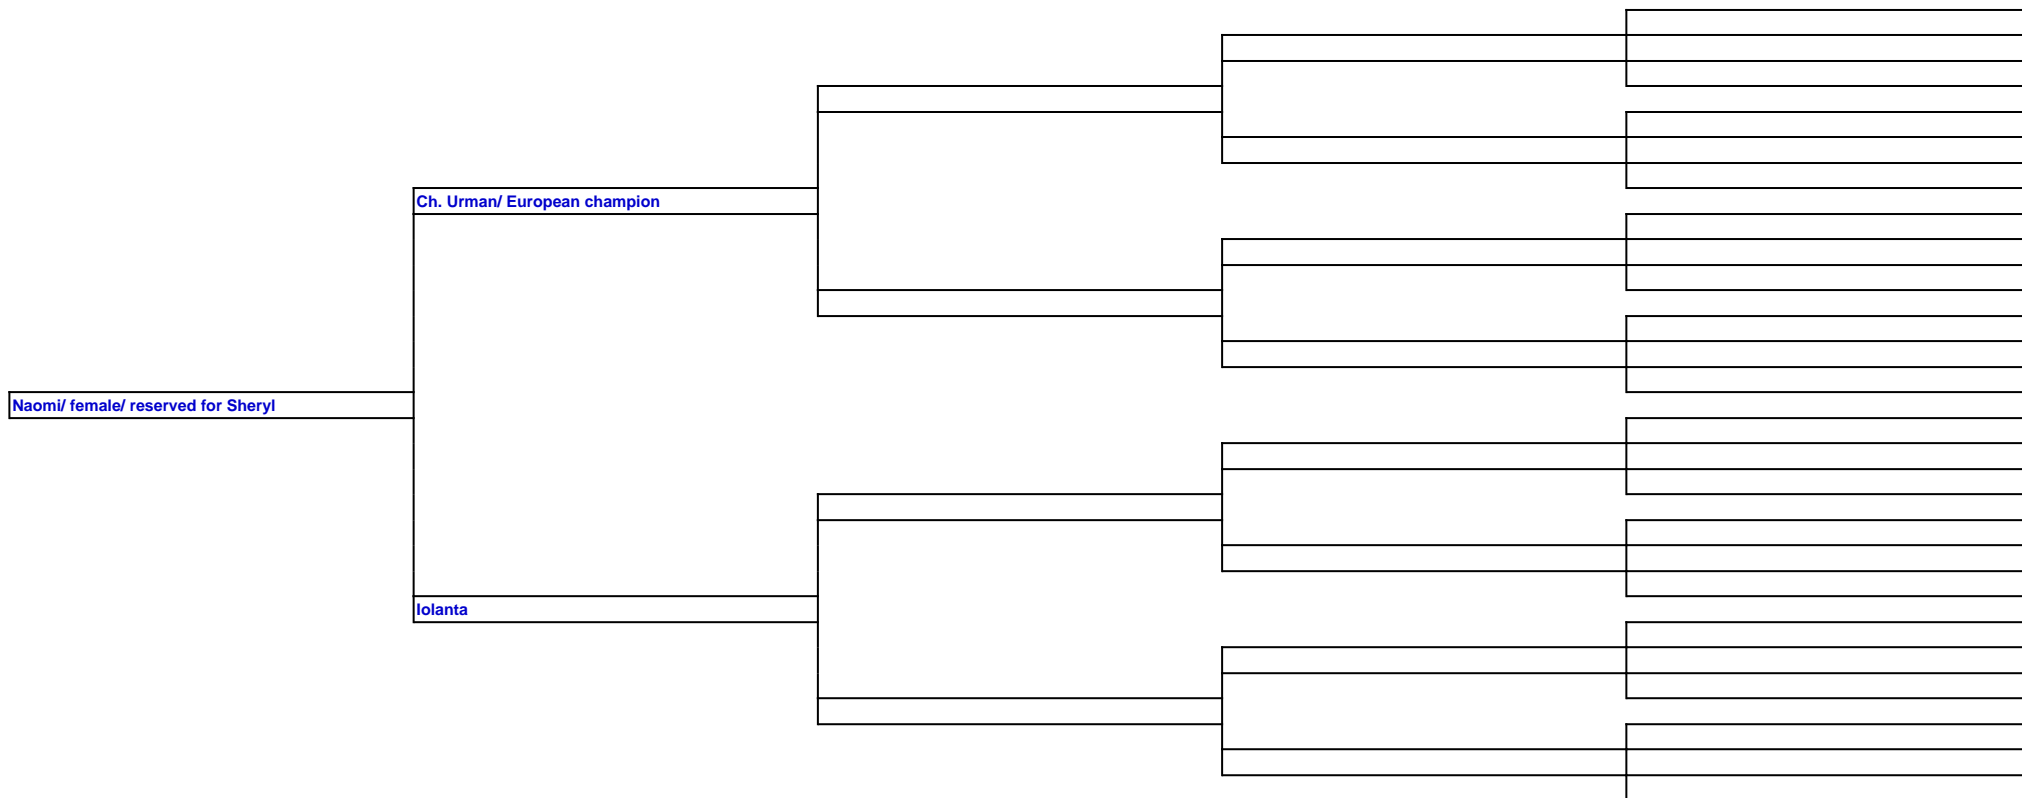 Ch. Urman/ European champion
Naomi/ female/ reserved for Sheryl
Iolanta